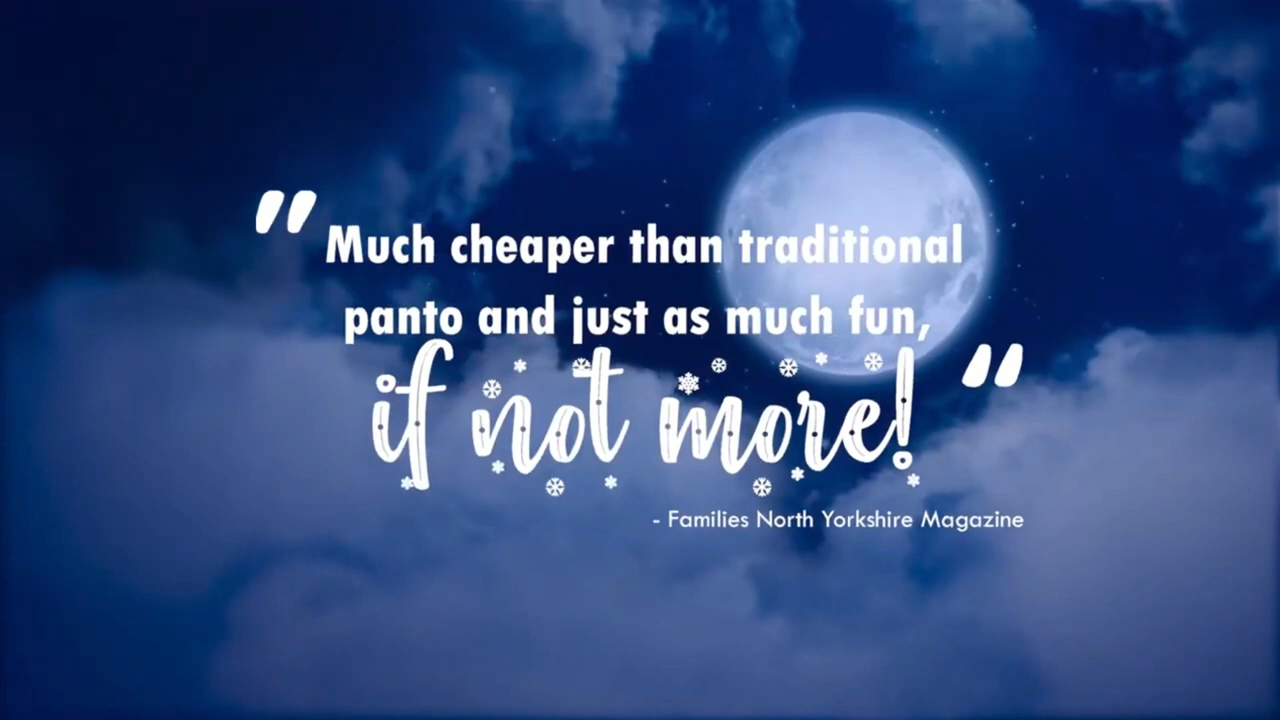 "Much cheaper than traditional
panto and just as much fun,
if not more!"
- Families North Yorkshire Magazine